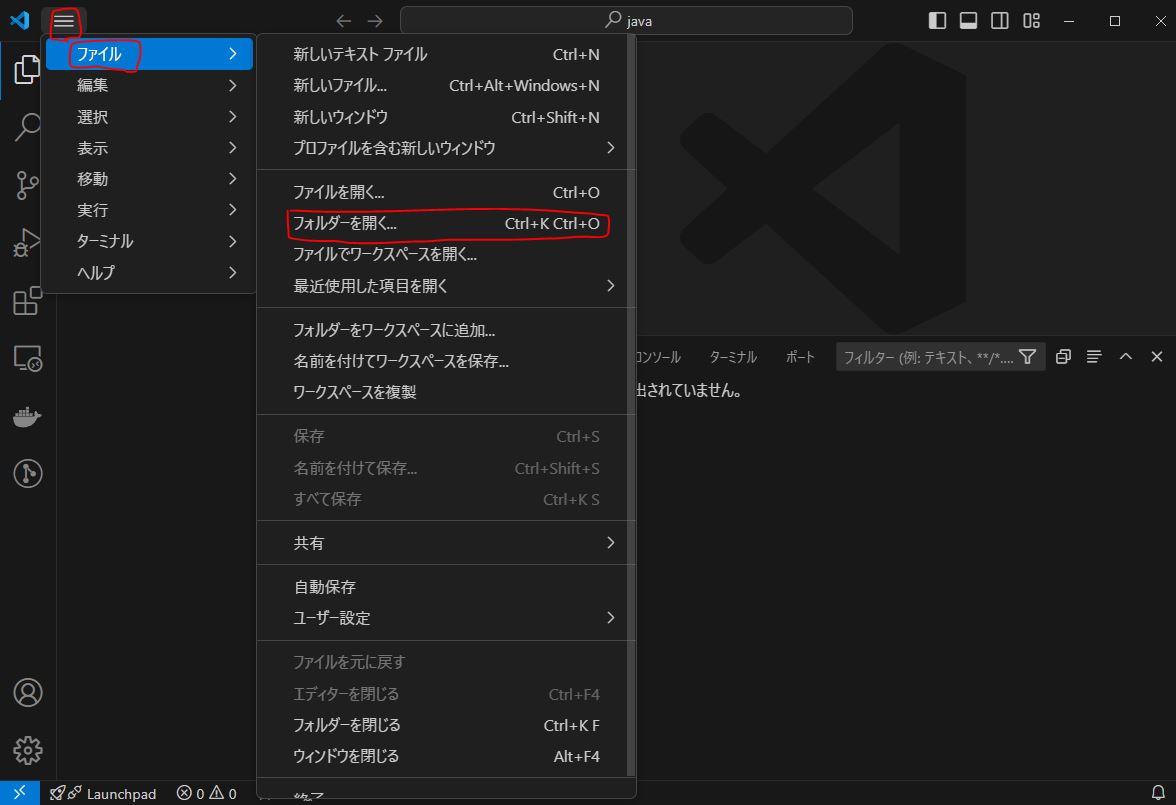 java
ファイル
編集
選択
表示
移動
実行
ターミナル
ヘルプ
新しいテキスト ファイル Ctrl+N
新しいファイル... Ctrl+Alt+Windows+N
新しいウィンドウ Ctrl+Shift+N
プロファイルを含む新しいウィンドウ
ファイルを開く... Ctrl+O
フォルダーを開く... Ctrl+K Ctrl+O
ファイルでワークスペースを開く...
最近使用した項目を開く
フォルダーをワークスペースに追加...
名前を付けてワークスペースを保存...
ワークスペースを複製
保存 Ctrl+S
名前を付けて保存... Ctrl+Shift+S
すべて保存 Ctrl+K S
共有
自動保存
ユーザー設定
ファイルを元に戻す
エディターを閉じる Ctrl+F4
フォルダーを閉じる Ctrl+K F
ウィンドウを閉じる Alt+F4
終了
コンソール ターミナル ポート フィルター (例: テキスト、**/*....
出されていません。
Launchpad 0 0